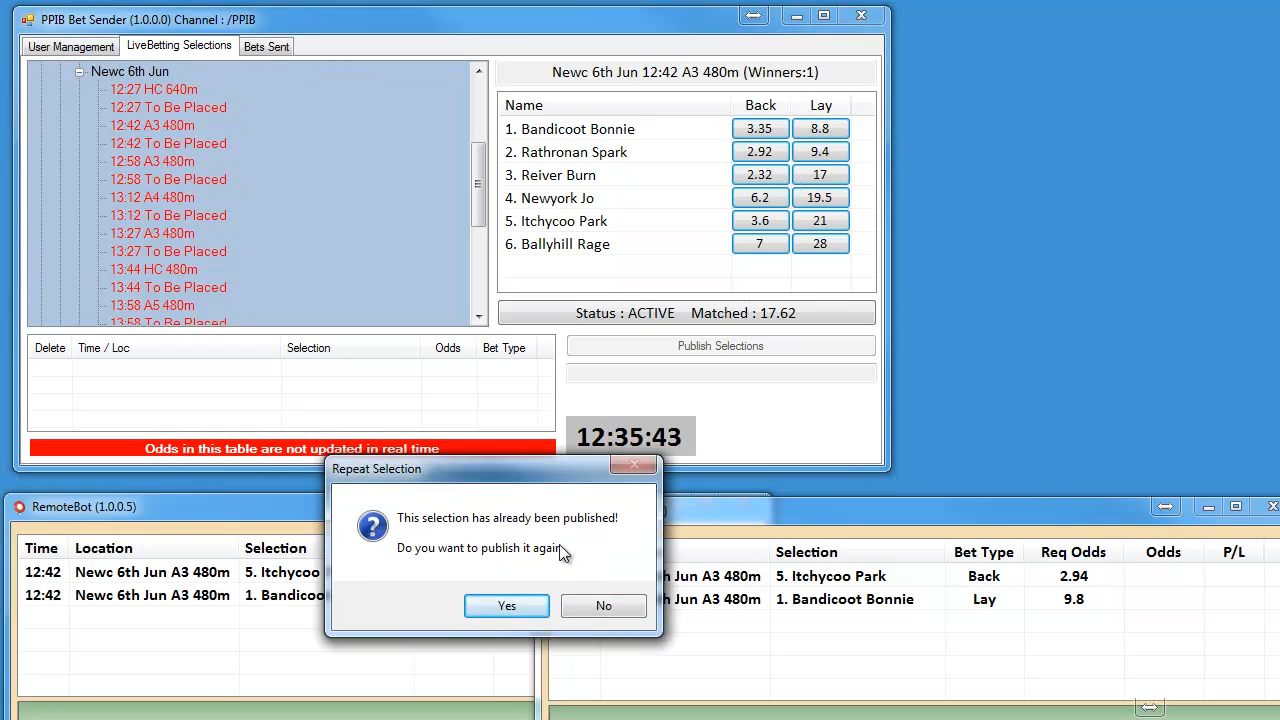 PPIB Bet Sender (1.0.0.0) Channel : /PPIB
User Management LiveBetting Selections Bets Sent
Newc 6th Jun
12:27 HC 640m
12:27 To Be Placed
12:42 A3 480m
12:42 To Be Placed
12:58 A3 480m
12:58 To Be Placed
13:12 A4 480m
13:12 To Be Placed
13:27 A3 480m
13:27 To Be Placed
13:44 HC 480m
13:58 A5 480m
13:58 To Be Placed
Newc 6th Jun 12:42 A3 480m (Winners:1)
Name Back Lay
1. Bandicoot Bonnie 3.35 8.8
2. Rathronan Spark 2.92 9.4
3. Reiver Burn 2.32 17
4. Newyork Jo 6.2 19.5
5. Itchycoo Park 3.6 21
6. Ballyhill Rage 7 28
Status : ACTIVE Matched : 17.62
Delete Time / Loc Selection Odds Bet Type
Publish Selections
Odds in this table are not updated in real time
12:35:43
Repeat Selection
This selection has already been published!
Do you want to publish it again
Yes No
RemoteBot (1.0.0.5)
Time Location Selection
12:42 Newc 6th Jun A3 480m 5. Itchycoo
12:42 Newc 6th Jun A3 480m 1. Bandicoo
Selection Bet Type Req Odds Odds P/L
h Jun A3 480m 5. Itchycoo Park Back 2.94
h Jun A3 480m 1. Bandicoot Bonnie Lay 9.8